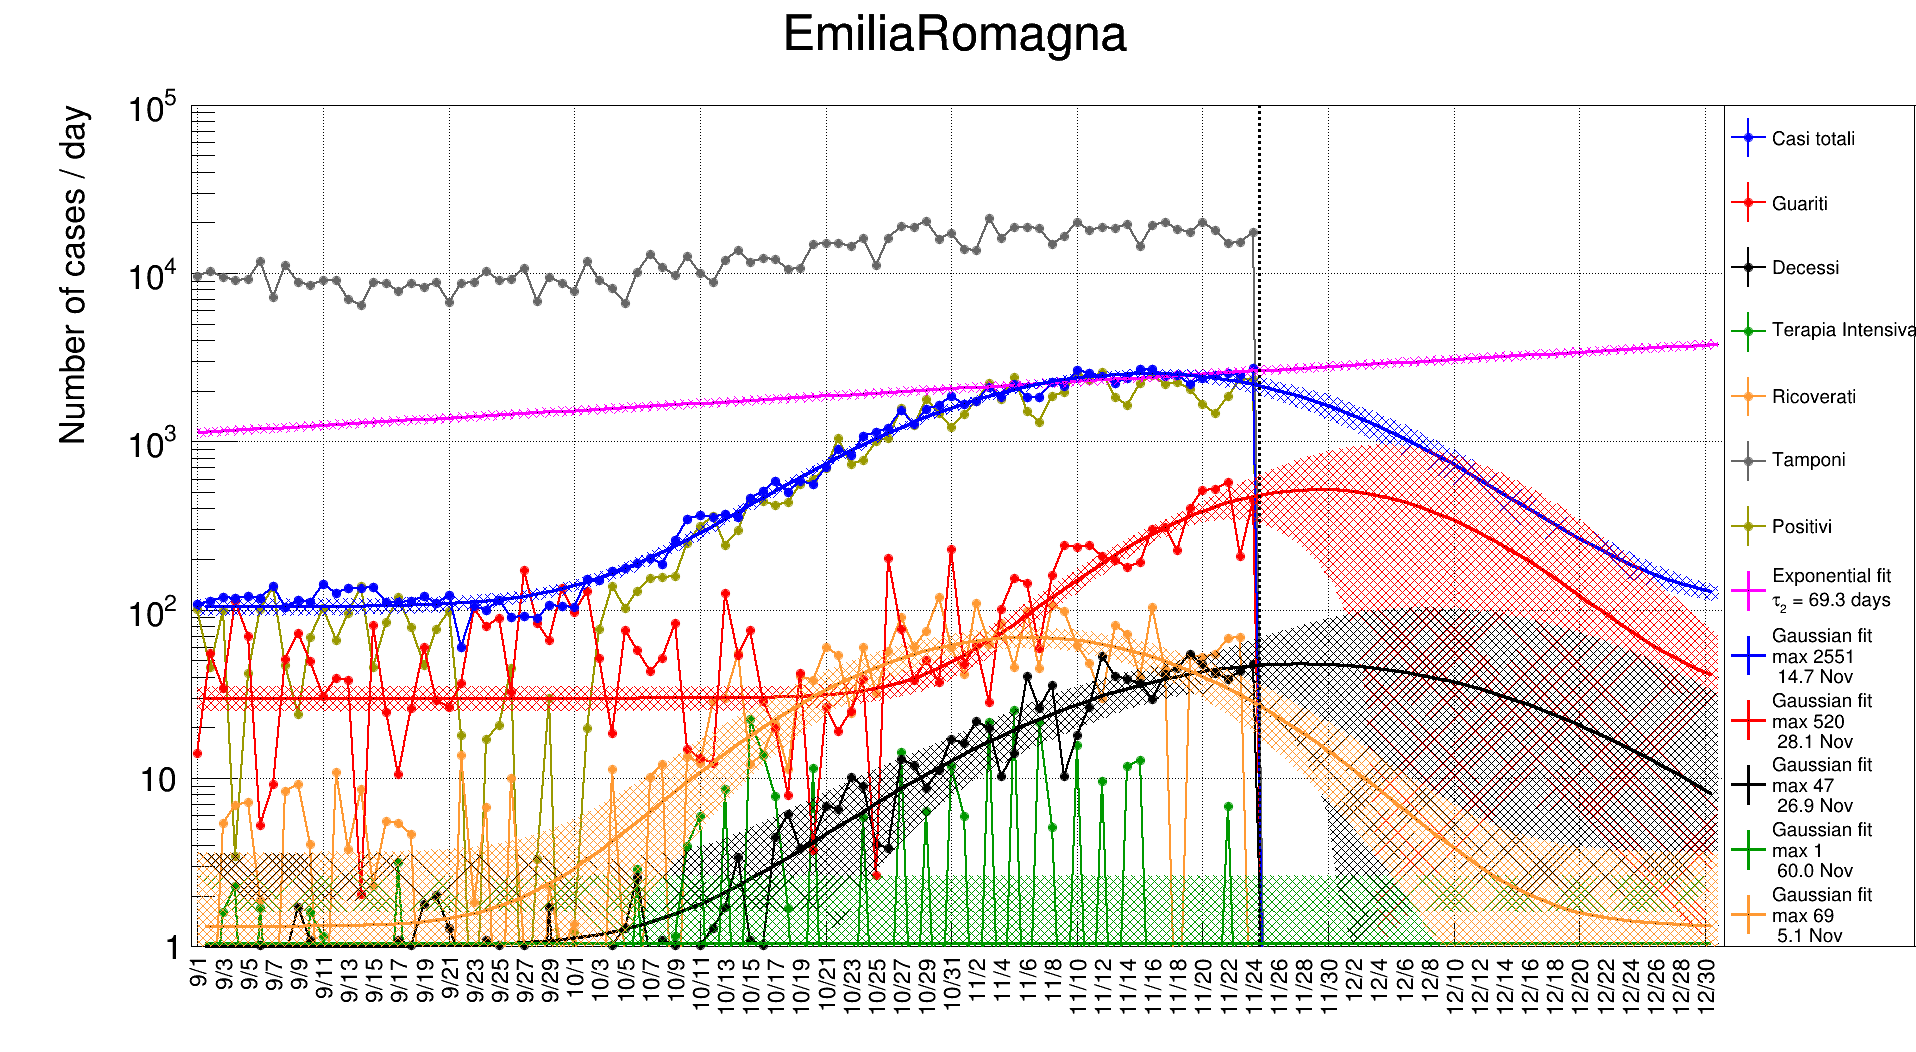 EmiliaRomagna
Number of cases / day
10^5
10^4
10^3
10^2
10
1
9/1
9/3
9/5
9/7
9/9
9/11
9/13
9/15
9/17
9/19
9/21
9/23
9/25
9/27
9/29
10/1
10/3
10/5
10/7
10/9
10/11
10/13
10/15
10/17
10/19
10/21
10/23
10/25
10/27
10/29
10/31
11/2
11/4
11/6
11/8
11/10
11/12
11/14
11/16
11/18
11/20
11/22
11/24
11/26
11/28
11/30
12/2
12/4
12/6
12/8
12/10
12/12
12/14
12/16
12/18
12/20
12/22
12/24
12/26
12/28
12/30
Casi totali
Guariti
Decessi
Terapia Intensiva
Ricoverati
Tamponi
Positivi
Exponential fit
τ₂ = 69.3 days
Gaussian fit
max 2551
14.7 Nov
Gaussian fit
max 520
28.1 Nov
Gaussian fit
max 47
26.9 Nov
Gaussian fit
max 1
60.0 Nov
Gaussian fit
max 69
5.1 Nov